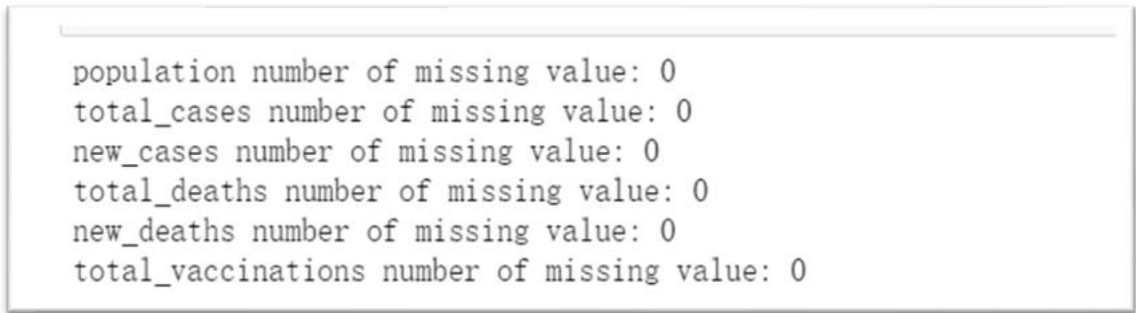 population number of missing value: 0
total_cases number of missing value: 0
new_cases number of missing value: 0
total_deaths number of missing value: 0
new_deaths number of missing value: 0
total_vaccinations number of missing value: 0